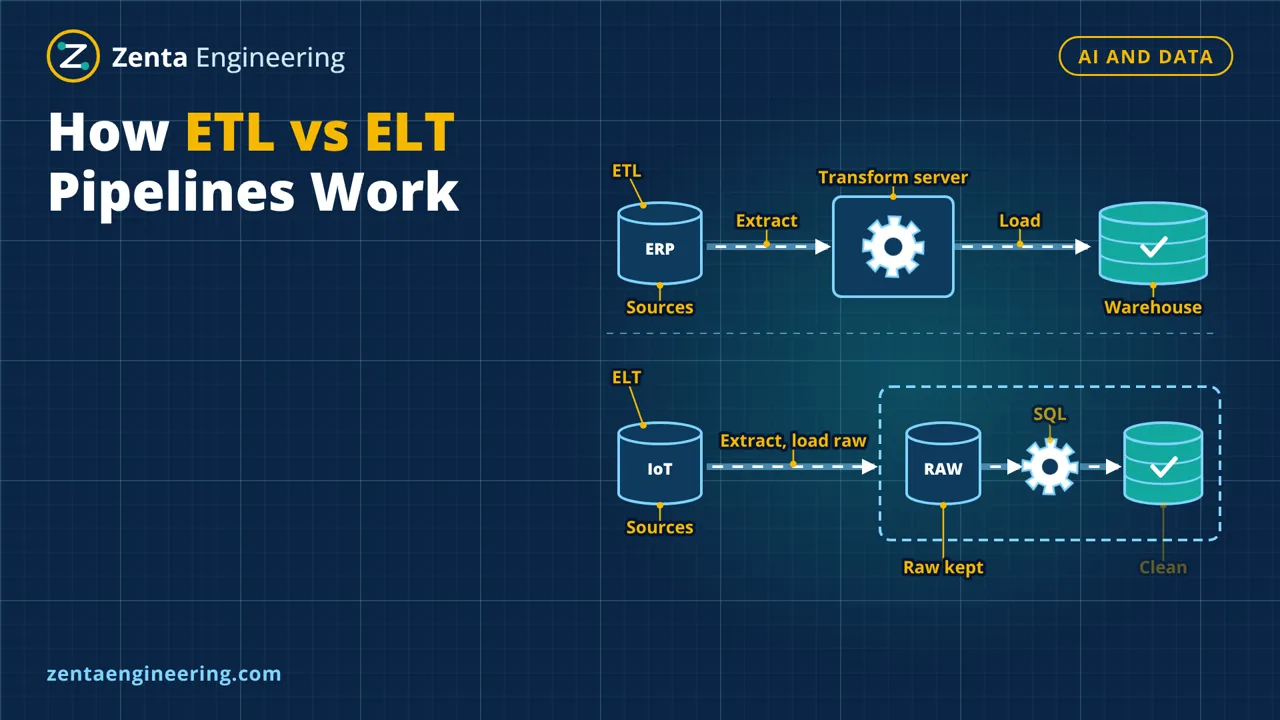 Zenta Engineering
AI AND DATA
How ETL vs ELT
Pipelines Work
ETL
Transform server
Extract
Load
ERP
Sources
Warehouse
ELT
SQL
Extract, load raw
IoT
RAW
Sources
Raw kept
Clean
zentaengineering.com